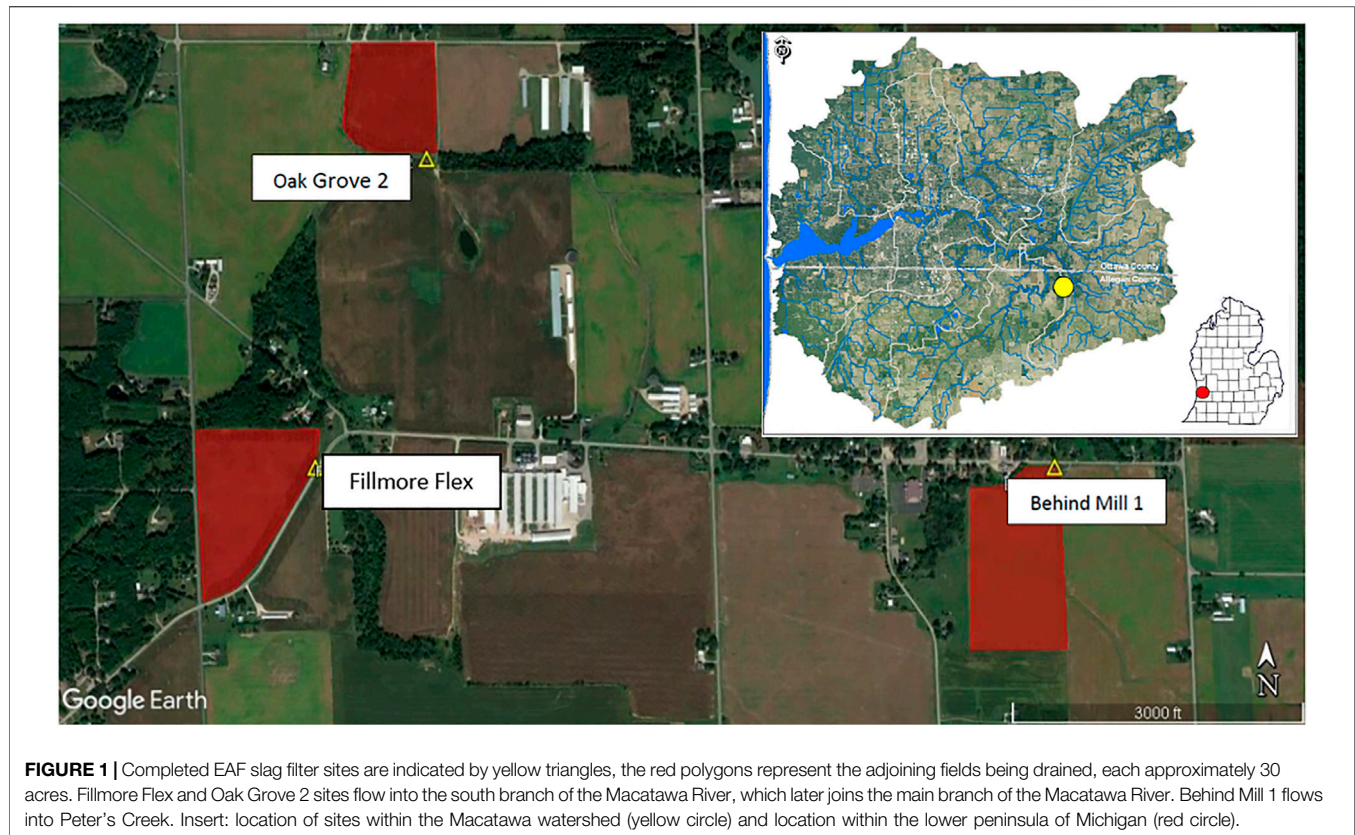 Oak Grove 2
Fillmore Flex
Behind Mill 1
N
Ottawa County
Allegan County
Google Earth
N
3000 ft
FIGURE 1 | Completed EAF slag filter sites are indicated by yellow triangles, the red polygons represent the adjoining fields being drained, each approximately 30
acres. Fillmore Flex and Oak Grove 2 sites flow into the south branch of the Macatawa River, which later joins the main branch of the Macatawa River. Behind Mill 1 flows
into Peter's Creek. Insert: location of sites within the Macatawa watershed (yellow circle) and location within the lower peninsula of Michigan (red circle).